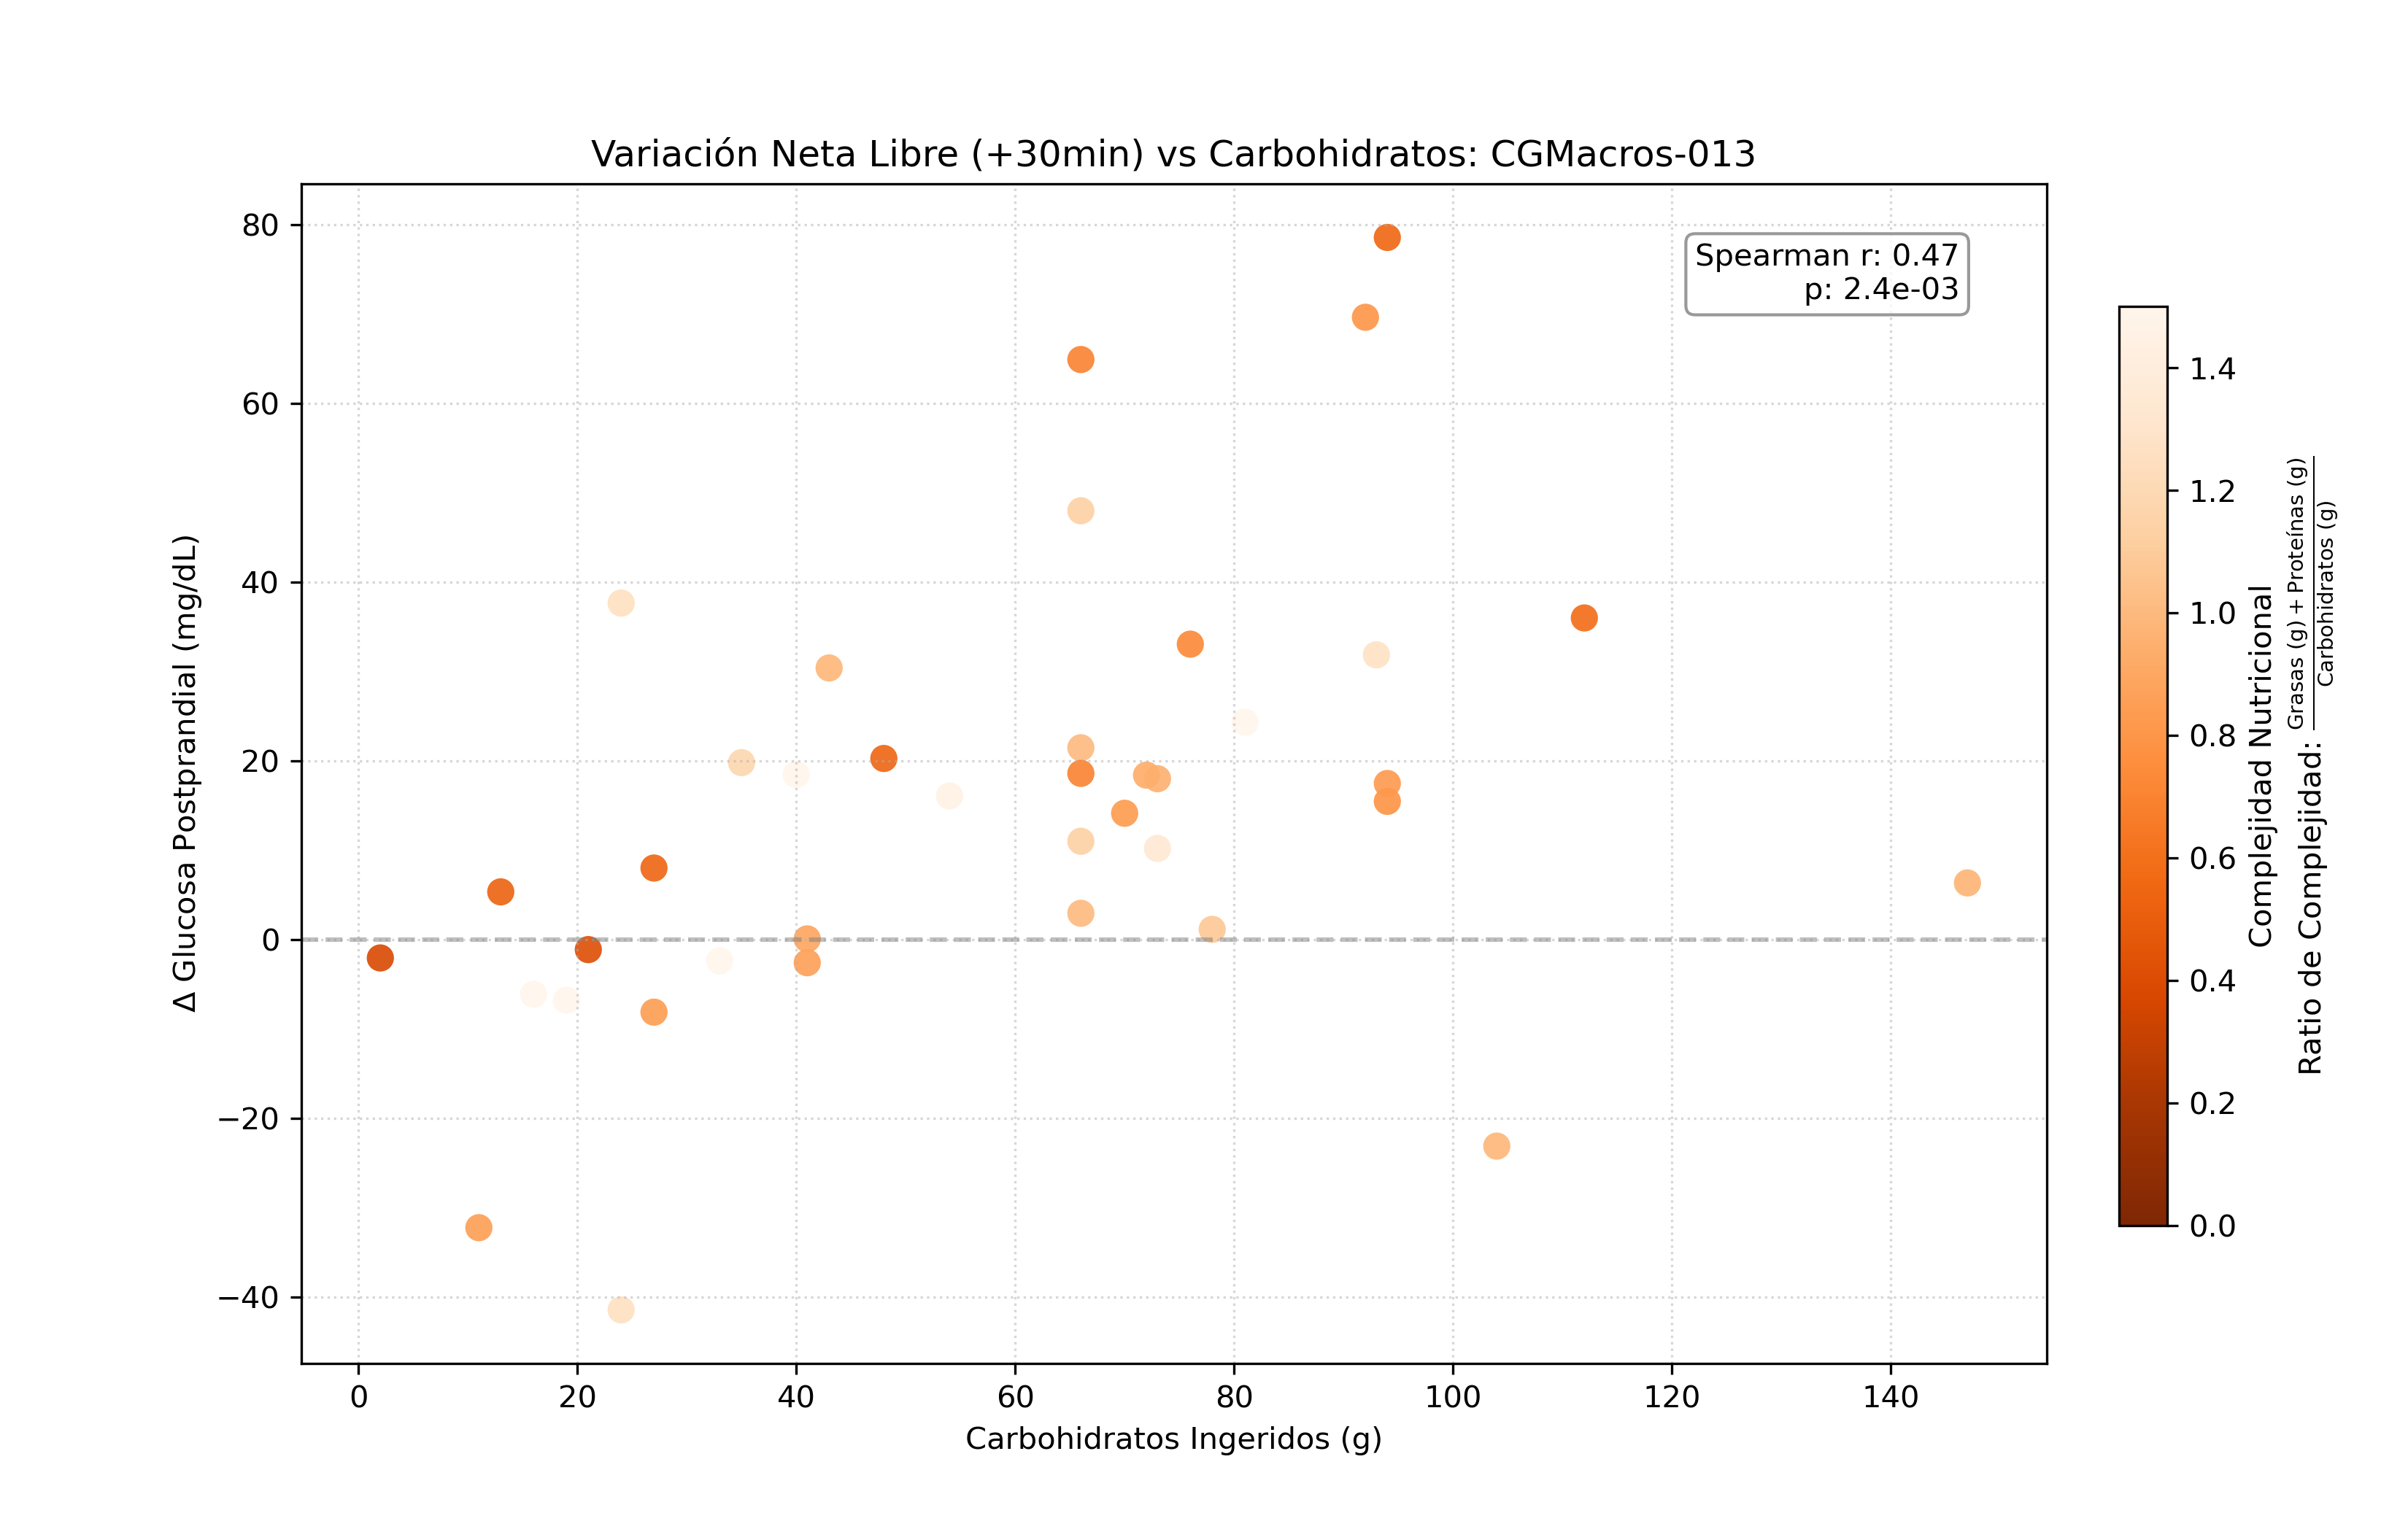 Variación Neta Libre (+30min) vs Carbohidratos: CGMacros-013
Spearman r: 0.47
p: 2.4e-03
Δ Glucosa Postprandial (mg/dL)
80
60
40
20
0
−20
−40
0
20
40
60
80
100
120
140
Carbohidratos Ingeridos (g)
1.4
1.2
1.0
0.8
0.6
0.4
0.2
0.0
Complejidad Nutricional
Ratio de Complejidad: Grasas (g) + Proteínas (g)
Carbohidratos (g)